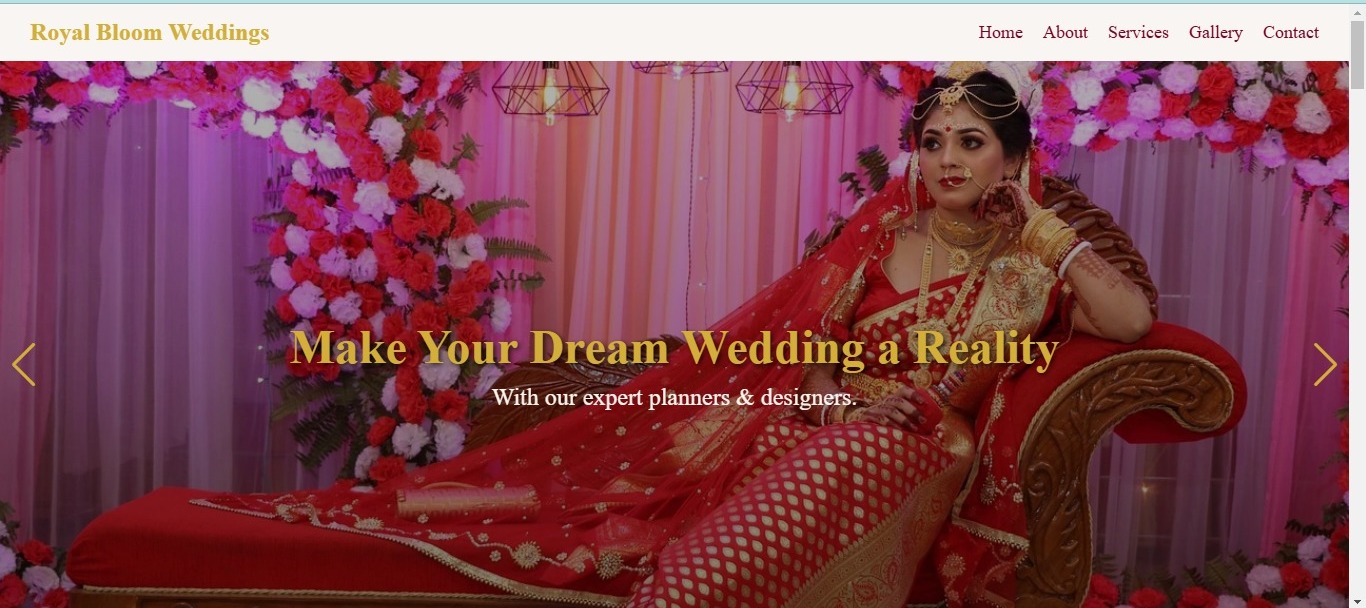 Royal Bloom Weddings
Home About Services Gallery Contact
Make Your Dream Wedding a Reality
With our expert planners & designers.